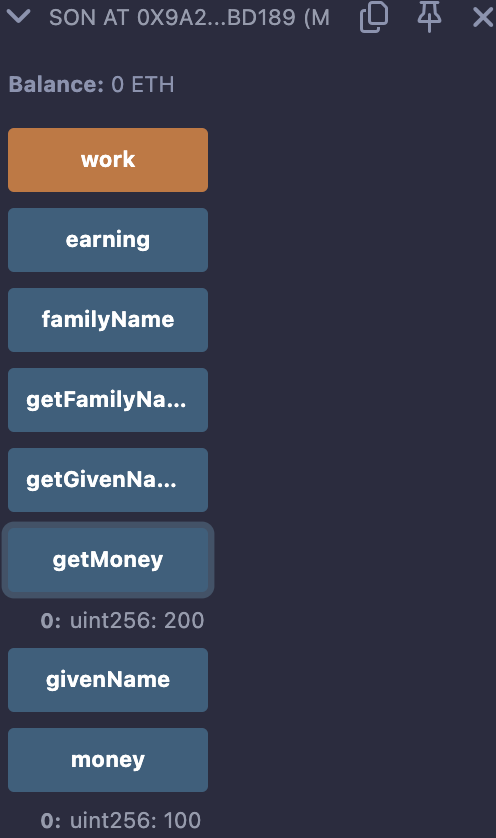 SON AT 0X9A2...BD189 (M
Balance: 0 ETH
work
earning
familyName
getFamilyNa...
getGivenNa...
getMoney
0: uint256: 200
givenName
money
0: uint256: 100